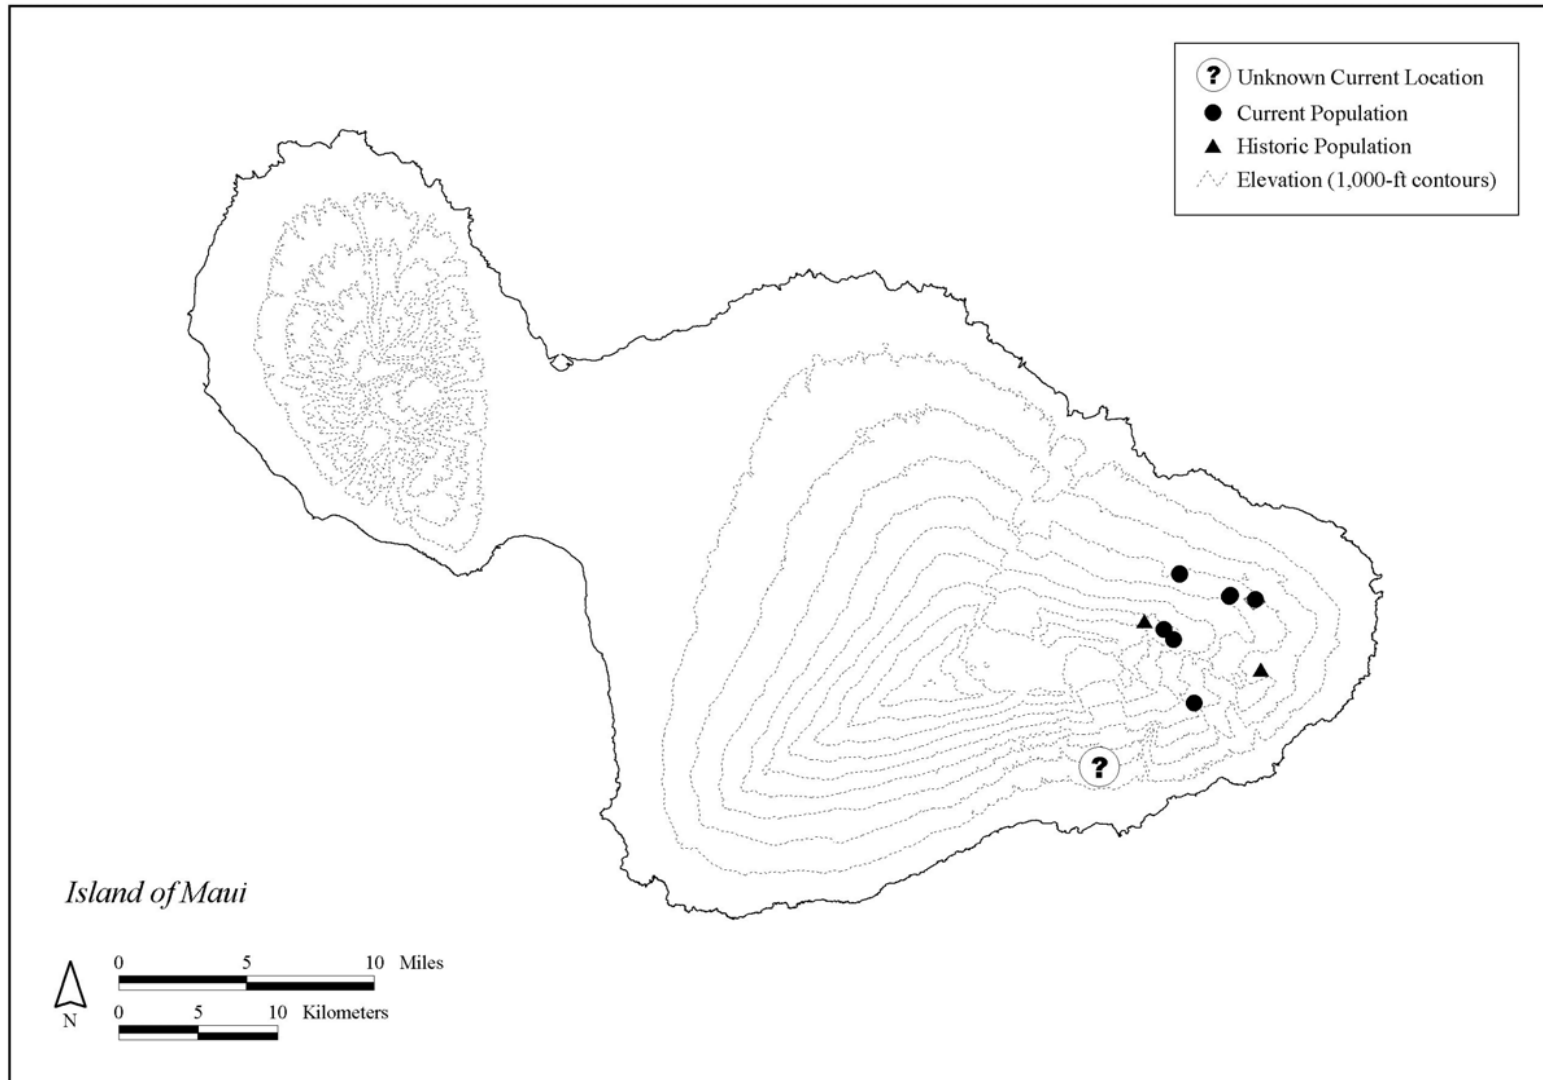 ? Unknown Current Location
Current Population
Historic Population
Elevation (1,000-ft contours)
?
Island of Maui
0 5 10 Miles
0 5 10 Kilometers
N